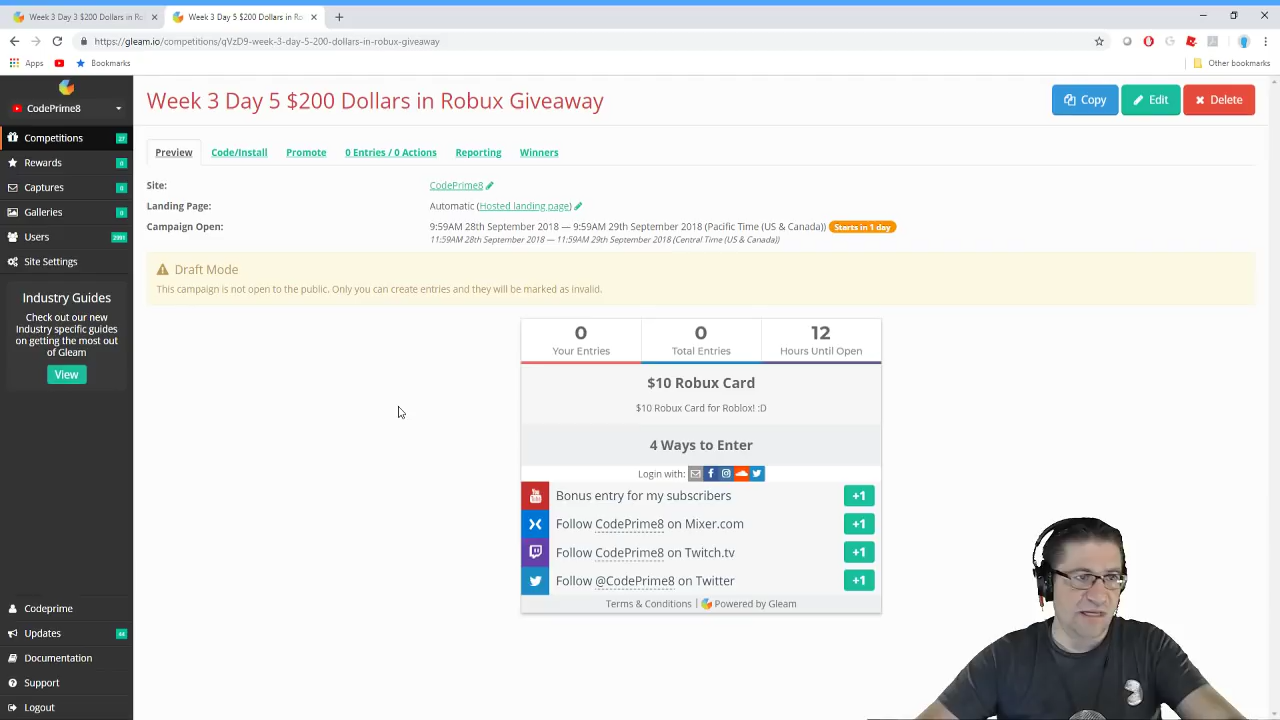 Week 3 Day 3 $200 Dollars in Ro
Week 3 Day 5 $200 Dollars in Ro
https://gleam.io/competitions/qVzD9-week-3-day-5-200-dollars-in-robux-giveaway
Apps
Bookmarks
Other bookmarks
CodePrime8
Week 3 Day 5 $200 Dollars in Robux Giveaway
Copy
Edit
Delete
Competitions 27
Rewards 0
Captures 0
Galleries 0
Users 2091
Site Settings
Industry Guides
Check out our new
Industry specific guides
on getting the most out
of Gleam
View
Codeprime
Updates 44
Documentation
Support
Logout
Preview
Code/Install
Promote
0 Entries / 0 Actions
Reporting
Winners
Site: CodePrime8
Landing Page: Automatic (Hosted landing page)
Campaign Open: 9:59AM 28th September 2018 — 9:59AM 29th September 2018 (Pacific Time (US & Canada)) Starts in 1 day
11:59AM 28th September 2018 — 11:59AM 29th September 2018 (Central Time (US & Canada))
Draft Mode
This campaign is not open to the public. Only you can create entries and they will be marked as invalid.
0 0 12
Your Entries Total Entries Hours Until Open
$10 Robux Card
$10 Robux Card for Roblox! :D
4 Ways to Enter
Login with:
Bonus entry for my subscribers +1
Follow CodePrime8 on Mixer.com +1
Follow CodePrime8 on Twitch.tv +1
Follow @CodePrime8 on Twitter +1
Terms & Conditions | Powered by Gleam